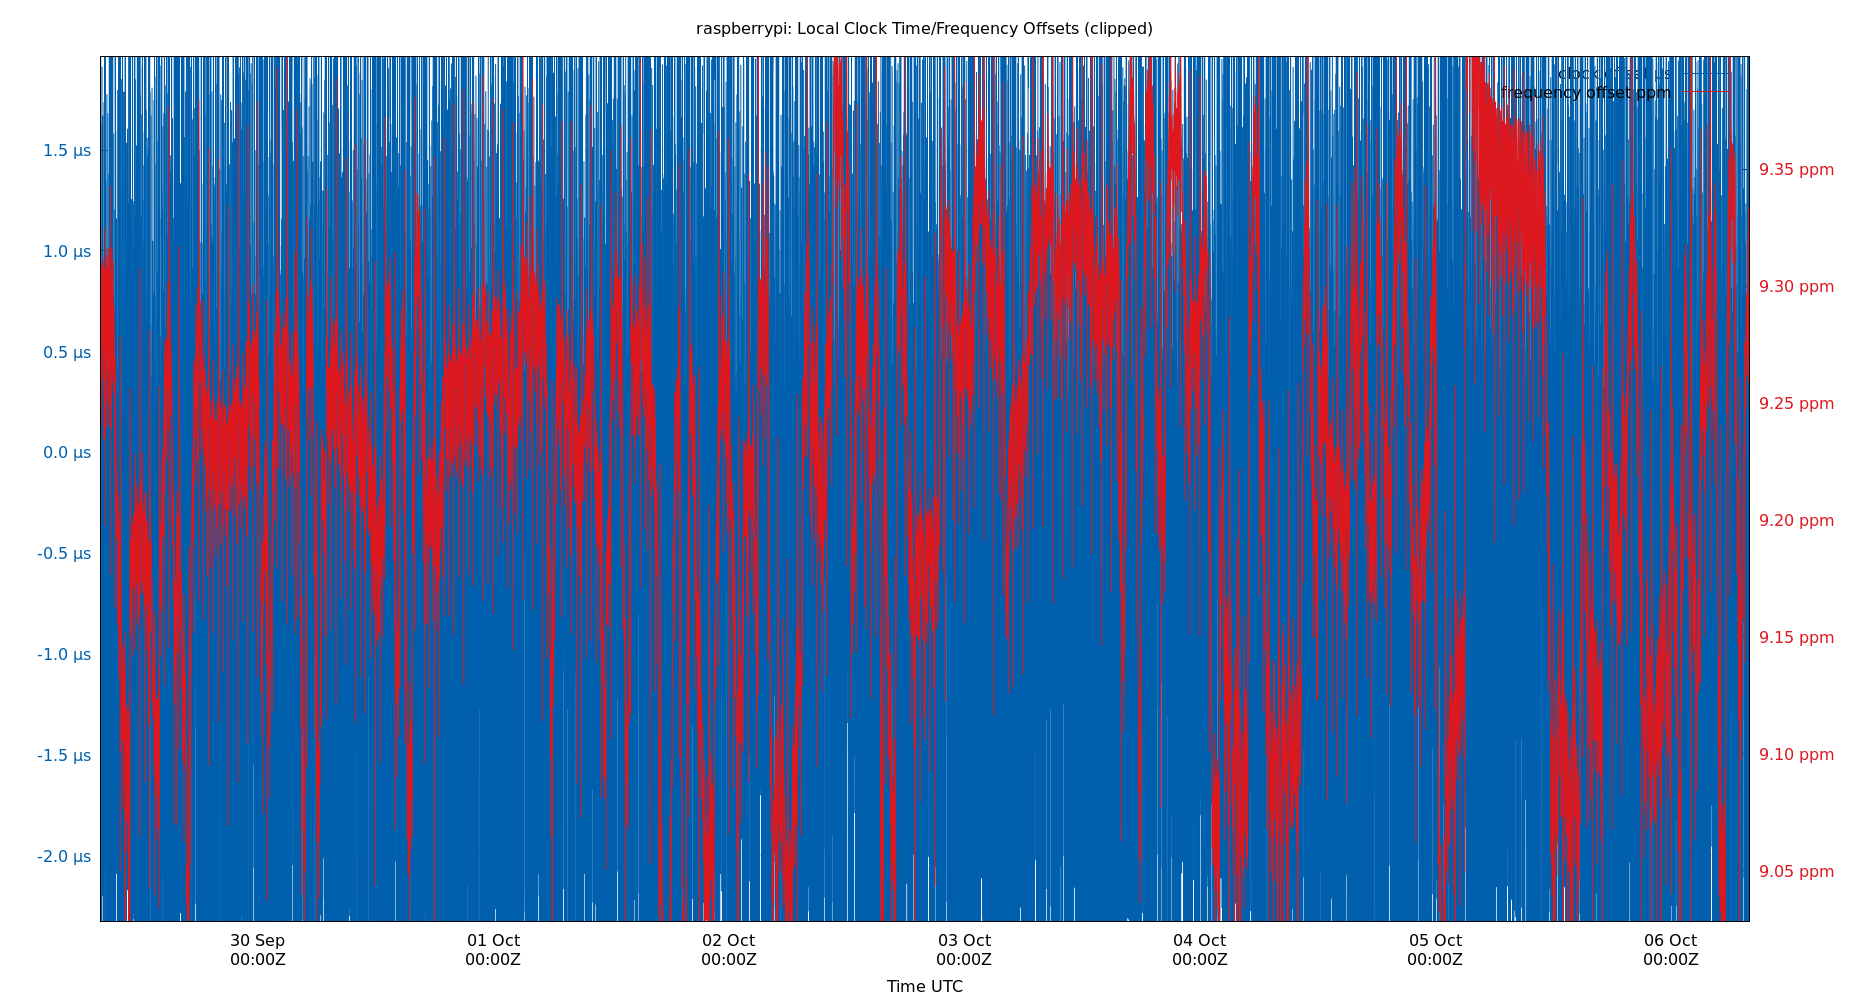 raspberrypi: Local Clock Time/Frequency Offsets (clipped)
clock offset µs
frequency offset ppm
1.5 µs
1.0 µs
0.5 µs
0.0 µs
-0.5 µs
-1.0 µs
-1.5 µs
-2.0 µs
9.35 ppm
9.30 ppm
9.25 ppm
9.20 ppm
9.15 ppm
9.10 ppm
9.05 ppm
30 Sep
00:00Z
01 Oct
00:00Z
02 Oct
00:00Z
03 Oct
00:00Z
04 Oct
00:00Z
05 Oct
00:00Z
06 Oct
00:00Z
Time UTC